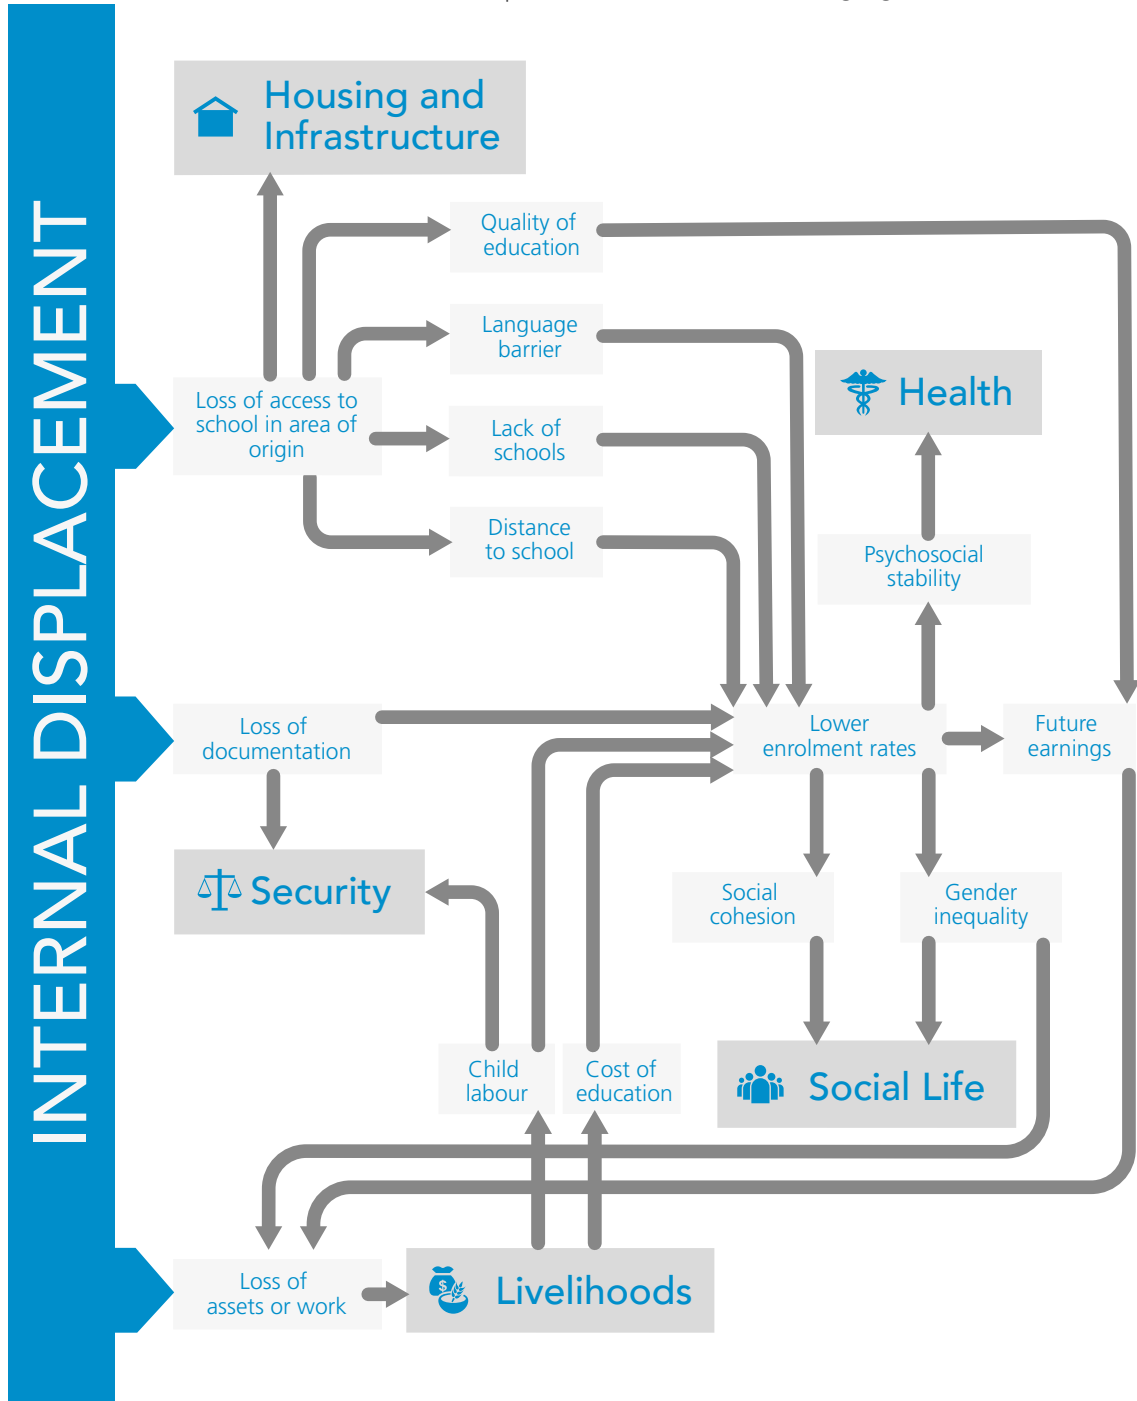 INTERNAL DISPLACEMENT
Housing and
Infrastructure
Quality of
education
Language
barrier
Health
Loss of access to
school in area of
origin
Lack of
schools
Distance
to school
Psychosocial
stability
Loss of
documentation
Lower
enrolment rates
Future
earnings
Security
Social
cohesion
Gender
inequality
Child
labour
Cost of
education
Social Life
Loss of
assets or work
$
Livelihoods